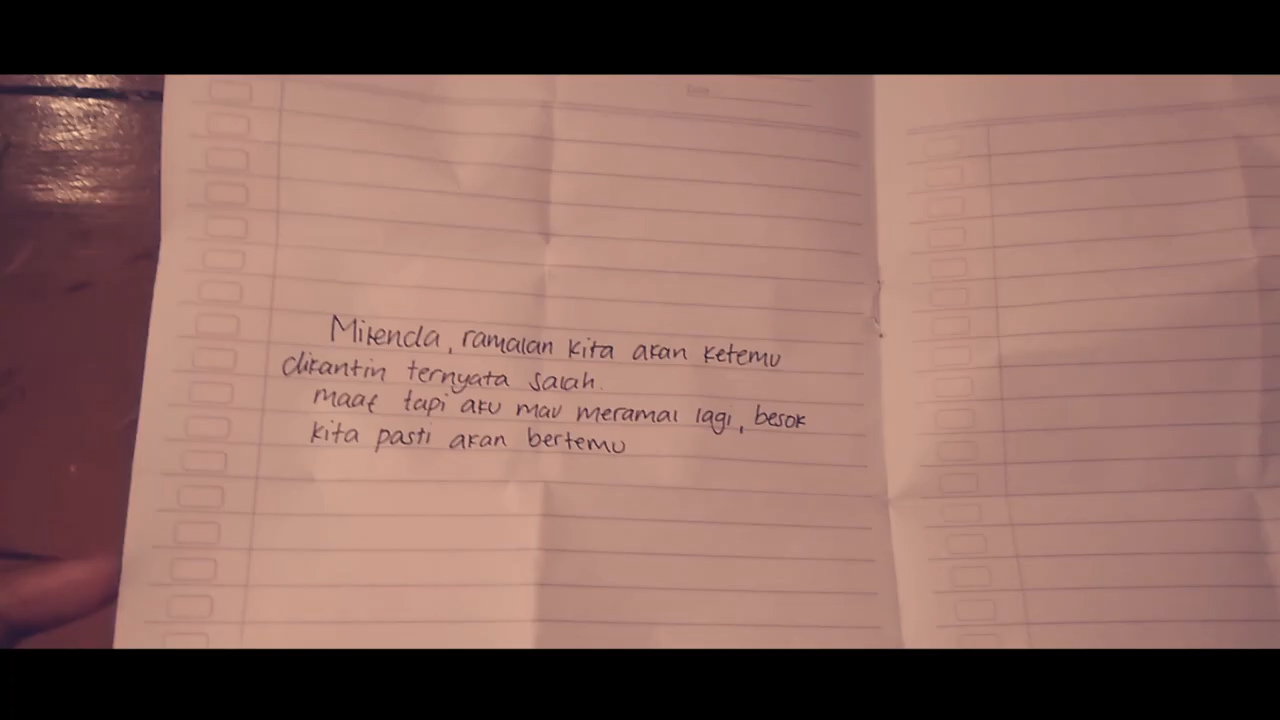 Mirenda, ramalan kita akan ketemu
dikantin ternyata salah.
maaf tapi aku mau meramal lagi, besok
kita pasti akan bertemu